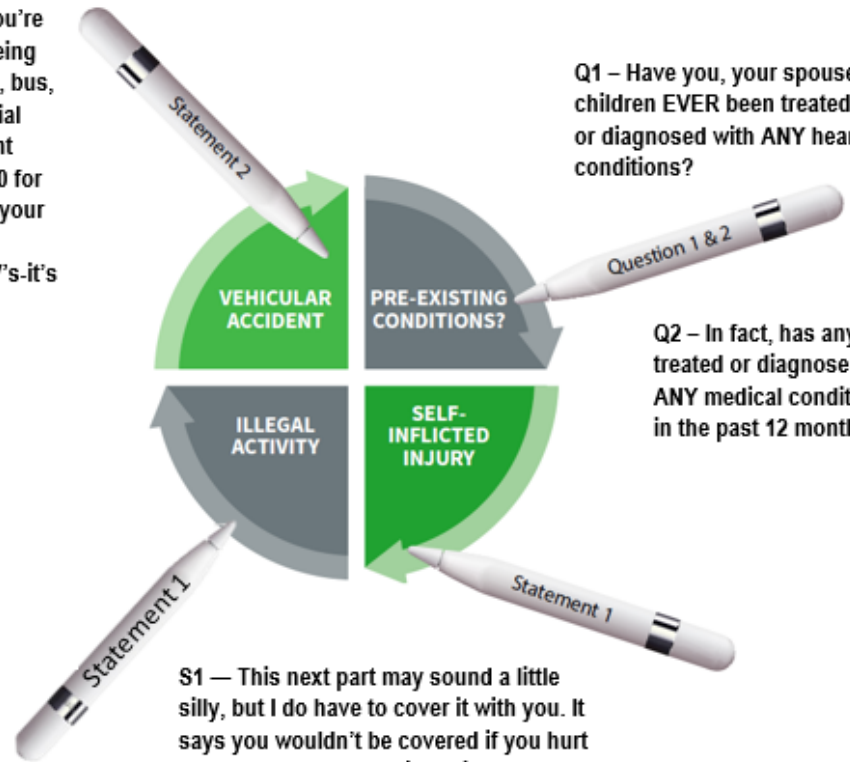 ou're
eing
, bus,
ial
nt
0 for
your
/'s-it's
Statement 2
Q1 – Have you, your spouse
children EVER been treated
or diagnosed with ANY hear
conditions?
Question 1 & 2
VEHICULAR
ACCIDENT
PRE-EXISTING
CONDITIONS?
Q2 – In fact, has any
treated or diagnose
ANY medical condit
in the past 12 month
ILLEGAL
ACTIVITY
SELF-
INFLICTED
INJURY
Statement 1
Statement 1
S1 — This next part may sound a little
silly, but I do have to cover it with you. It
says you wouldn't be covered if you hurt